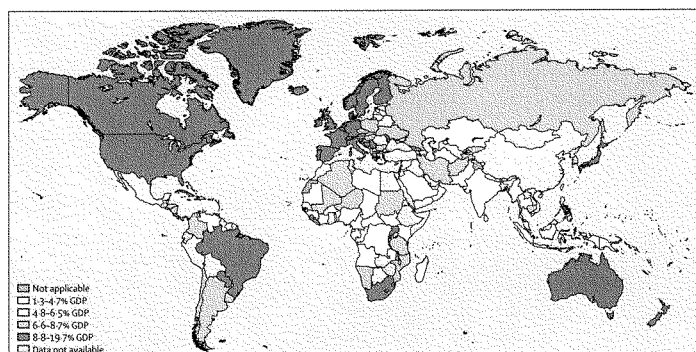 Not applicable
1·3–4·7% GDP
4·8–6·5% GDP
6·6–8·7% GDP
8·8–19·7% GDP
Data not available